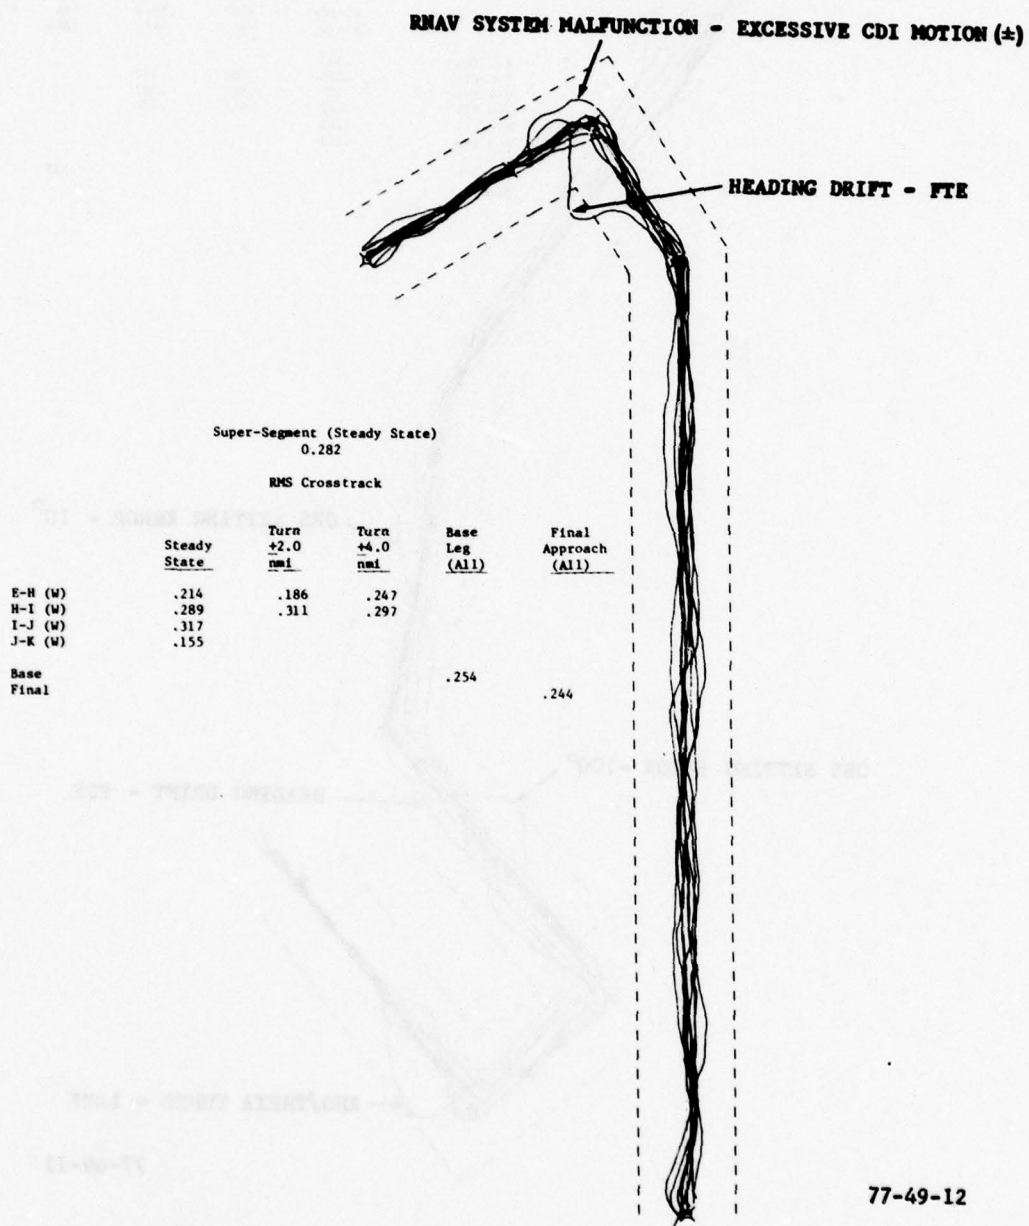 RNAV SYSTEM MALFUNCTION - EXCESSIVE CDI MOTION (±)
HEADING DRIFT - FTE
Super-Segment (Steady State)
0.282
RMS Crosstrack
Steady State Turn ±2.0 nmi Turn ±4.0 nmi Base Leg (All) Final Approach (All)
E-H (W) .214 .186 .247
H-I (W) .289 .311 .297
I-J (W) .317
J-K (W) .155
Base .254
Final .244
77-49-12